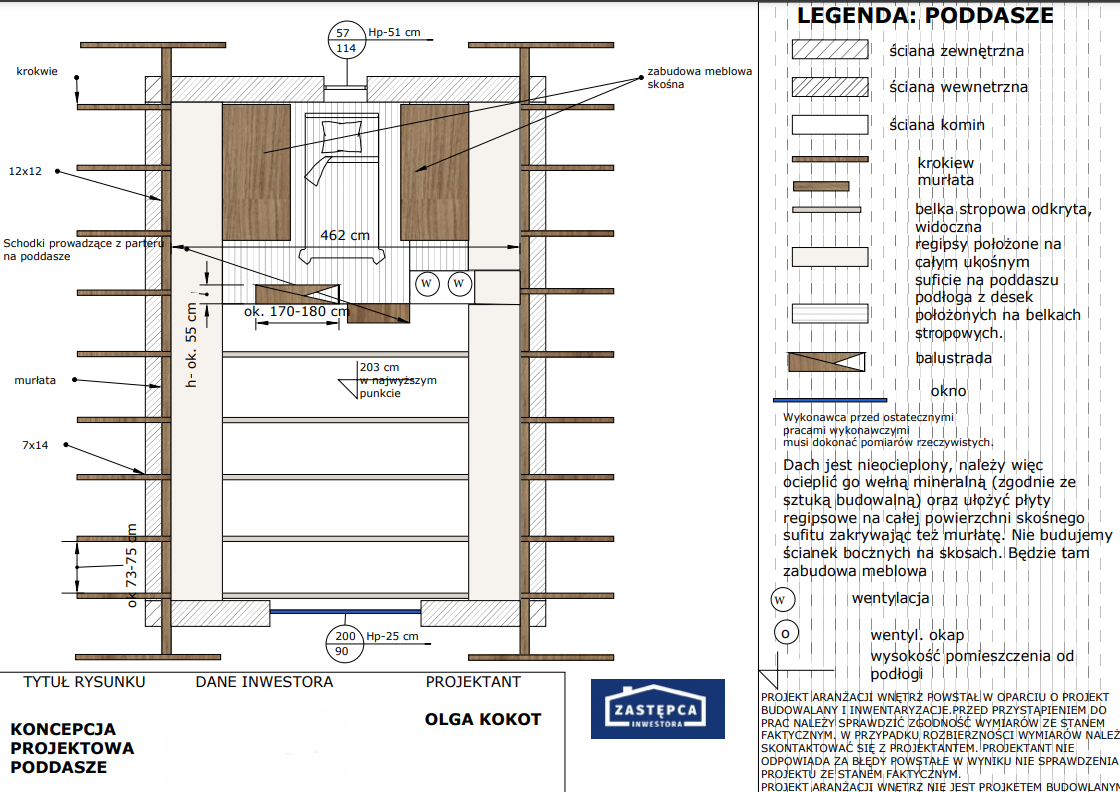 57
114
Hp-51 cm
krokwie
zabudowa meblowa
skośna
12x12
Schodki prowadzące z parteru
na poddasze
462 cm
W
W
ok. 170-180 cm
h- ok. 55 cm
203 cm
w najwyższym
punkcie
murłata
7x14
ok 73-75 cm
200
90
Hp-25 cm
LEGENDA: PODDASZE
ściana zewnętrzna
ściana wewnetrzna
ściana komin
krokiew
murłata
belka stropowa odkryta,
widoczna
regipsy położone na
całym ukośnym
suficie na poddaszu
podłoga z desek
położonych na belkach
stropowych.
balustrada
okno
Wykonawca przed ostatecznymi
pracami wykonawczymi
musi dokonać pomiarów rzeczywistych.
Dach jest nieocieplony, należy więc
ocieplić go wełną mineralną (zgodnie ze
sztuką budowalną) oraz ułożyć płyty
regipsowe na całej powierzchni skośnego
sufitu zakrywając też murłatę. Nie budujemy
ścianek bocznych na skosach. Będzie tam
zabudowa meblowa
W
wentylacja
O
wentyl. okap
wysokość pomieszczenia od
podłogi
PROJEKT ARANŻACJI WNĘTRZ POWSTAŁ W OPARCIU O PROJEKT
BUDOWALANY I INWENTARYZACJE.PRZED PRZYSTĄPIENIEM DO
PRAC NALEŻY SPRAWDZIĆ ZGODNOŚĆ WYMIARÓW ZE STANEM
FAKTYCZNYM. W PRZYPADKU ROZBIERZNOŚCI WYMIARÓW NALEŻ
SKONTAKTOWAĆ SIĘ Z PROJEKTANTEM. PROJEKTANT NIE
ODPOWIADA ZA BŁĘDY POWSTAŁE W WYNIKU NIE SPRAWDZENIA
PROJEKTU ZE STANEM FAKTYCZNYM.
PROJEKT ARANŻACJI WNĘTRZ NIE JEST PROJKETEM BUDOWLANYM
TYTUŁ RYSUNKU
DANE INWESTORA
PROJEKTANT
KONCEPCJA
PROJEKTOWA
PODDASZE
OLGA KOKOT
ZASTĘPCA
INWESTORA